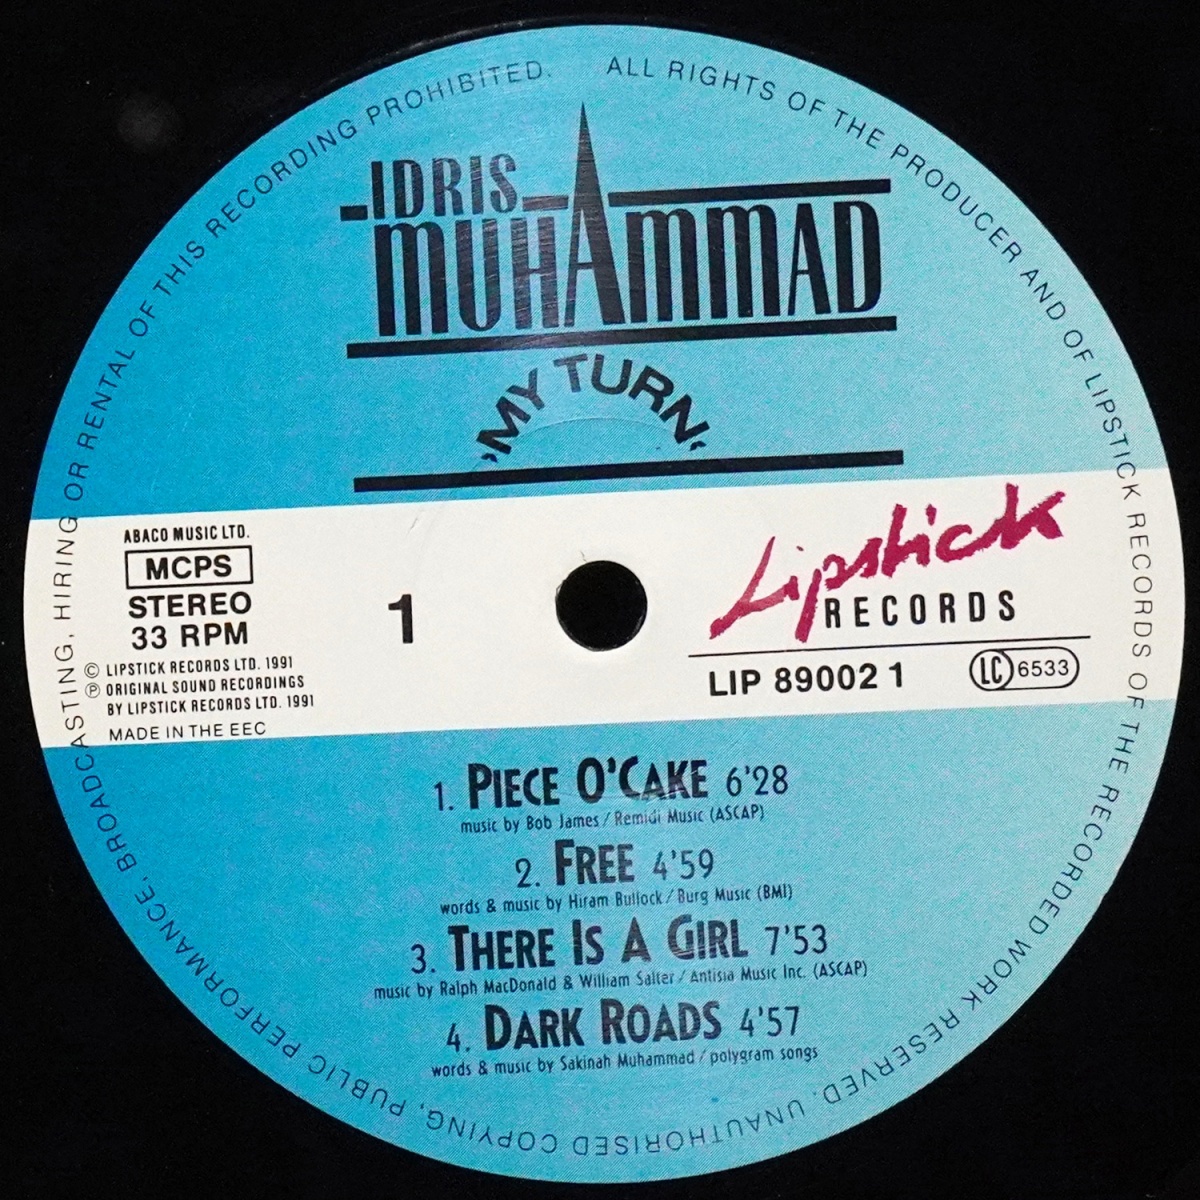 ALL RIGHTS OF THE PRODUCER AND OF LIPSTICK RECORDS OF THE RECORDED WORK RESERVED. UNAUTHORISED COPYING, PUBLIC PERFORMANCE, BROADCASTING, HIRING OR RENTAL OF THIS RECORDING PROHIBITED.
IDRIS
MUHAMMAD
'MY TURN'
ABACO MUSIC LTD.
MCPS
STEREO
33 RPM
© LIPSTICK RECORDS LTD. 1991
℗ ORIGINAL SOUND RECORDINGS
BY LIPSTICK RECORDS LTD. 1991
MADE IN THE EEC
1
Lipstick
RECORDS
LIP 89002 1
LC 6533
1. PIECE O'CAKE 6'28
music by Bob James / Remidi Music (ASCAP)
2. FREE 4'59
words & music by Hiram Bullock / Burg Music (BMI)
3. THERE IS A GIRL 7'53
music by Ralph MacDonald & William Salter / Antisia Music Inc. (ASCAP)
4. DARK ROADS 4'57
words & music by Sakinah Muhammad / polygram songs